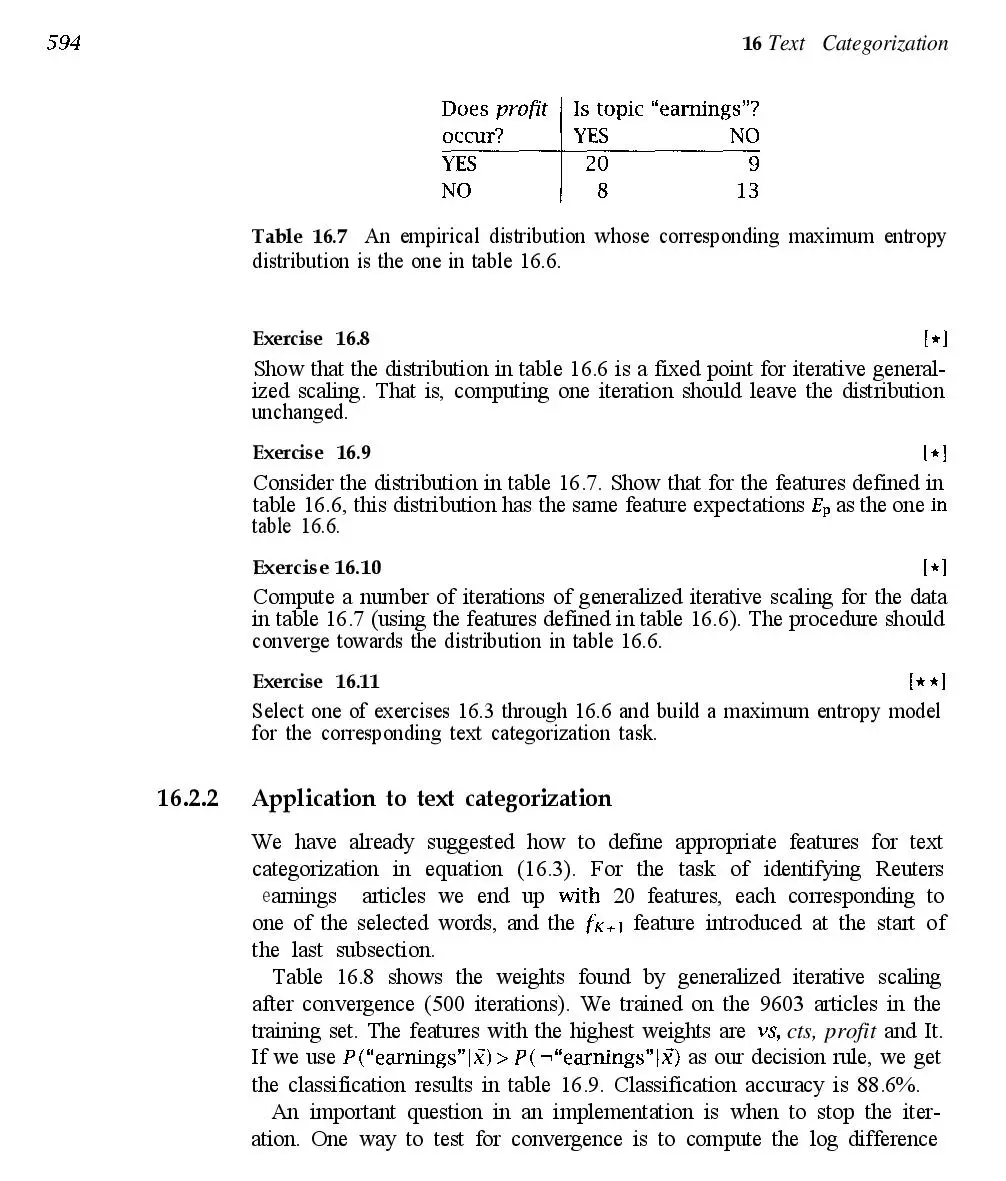 594
16 Text Categorization
Does profit Is topic “earnings”?
occur? YES NO
YES 20 9
NO 8 13
Table 16.7 An empirical distribution whose corresponding maximum entropy
distribution is the one in table 16.6.
Exercise 16.8 [⋆]
Show that the distribution in table 16.6 is a fixed point for iterative general-
ized scaling. That is, computing one iteration should leave the distribution
unchanged.
Exercise 16.9 [⋆]
Consider the distribution in table 16.7. Show that for the features defined in
table 16.6, this distribution has the same feature expectations Eₚ as the one in
table 16.6.
Exercise 16.10 [⋆]
Compute a number of iterations of generalized iterative scaling for the data
in table 16.7 (using the features defined in table 16.6). The procedure should
converge towards the distribution in table 16.6.
Exercise 16.11 [⋆⋆]
Select one of exercises 16.3 through 16.6 and build a maximum entropy model
for the corresponding text categorization task.
16.2.2 Application to text categorization
We have already suggested how to define appropriate features for text
categorization in equation (16.3). For the task of identifying Reuters
earnings articles we end up with 20 features, each corresponding to
one of the selected words, and the f_{K+1} feature introduced at the start of
the last subsection.
Table 16.8 shows the weights found by generalized iterative scaling
after convergence (500 iterations). We trained on the 9603 articles in the
training set. The features with the highest weights are vs, cts, profit and It.
If we use P(“earnings”|x⃗) > P(¬“earnings”|x⃗) as our decision rule, we get
the classification results in table 16.9. Classification accuracy is 88.6%.
An important question in an implementation is when to stop the iter-
ation. One way to test for convergence is to compute the log difference